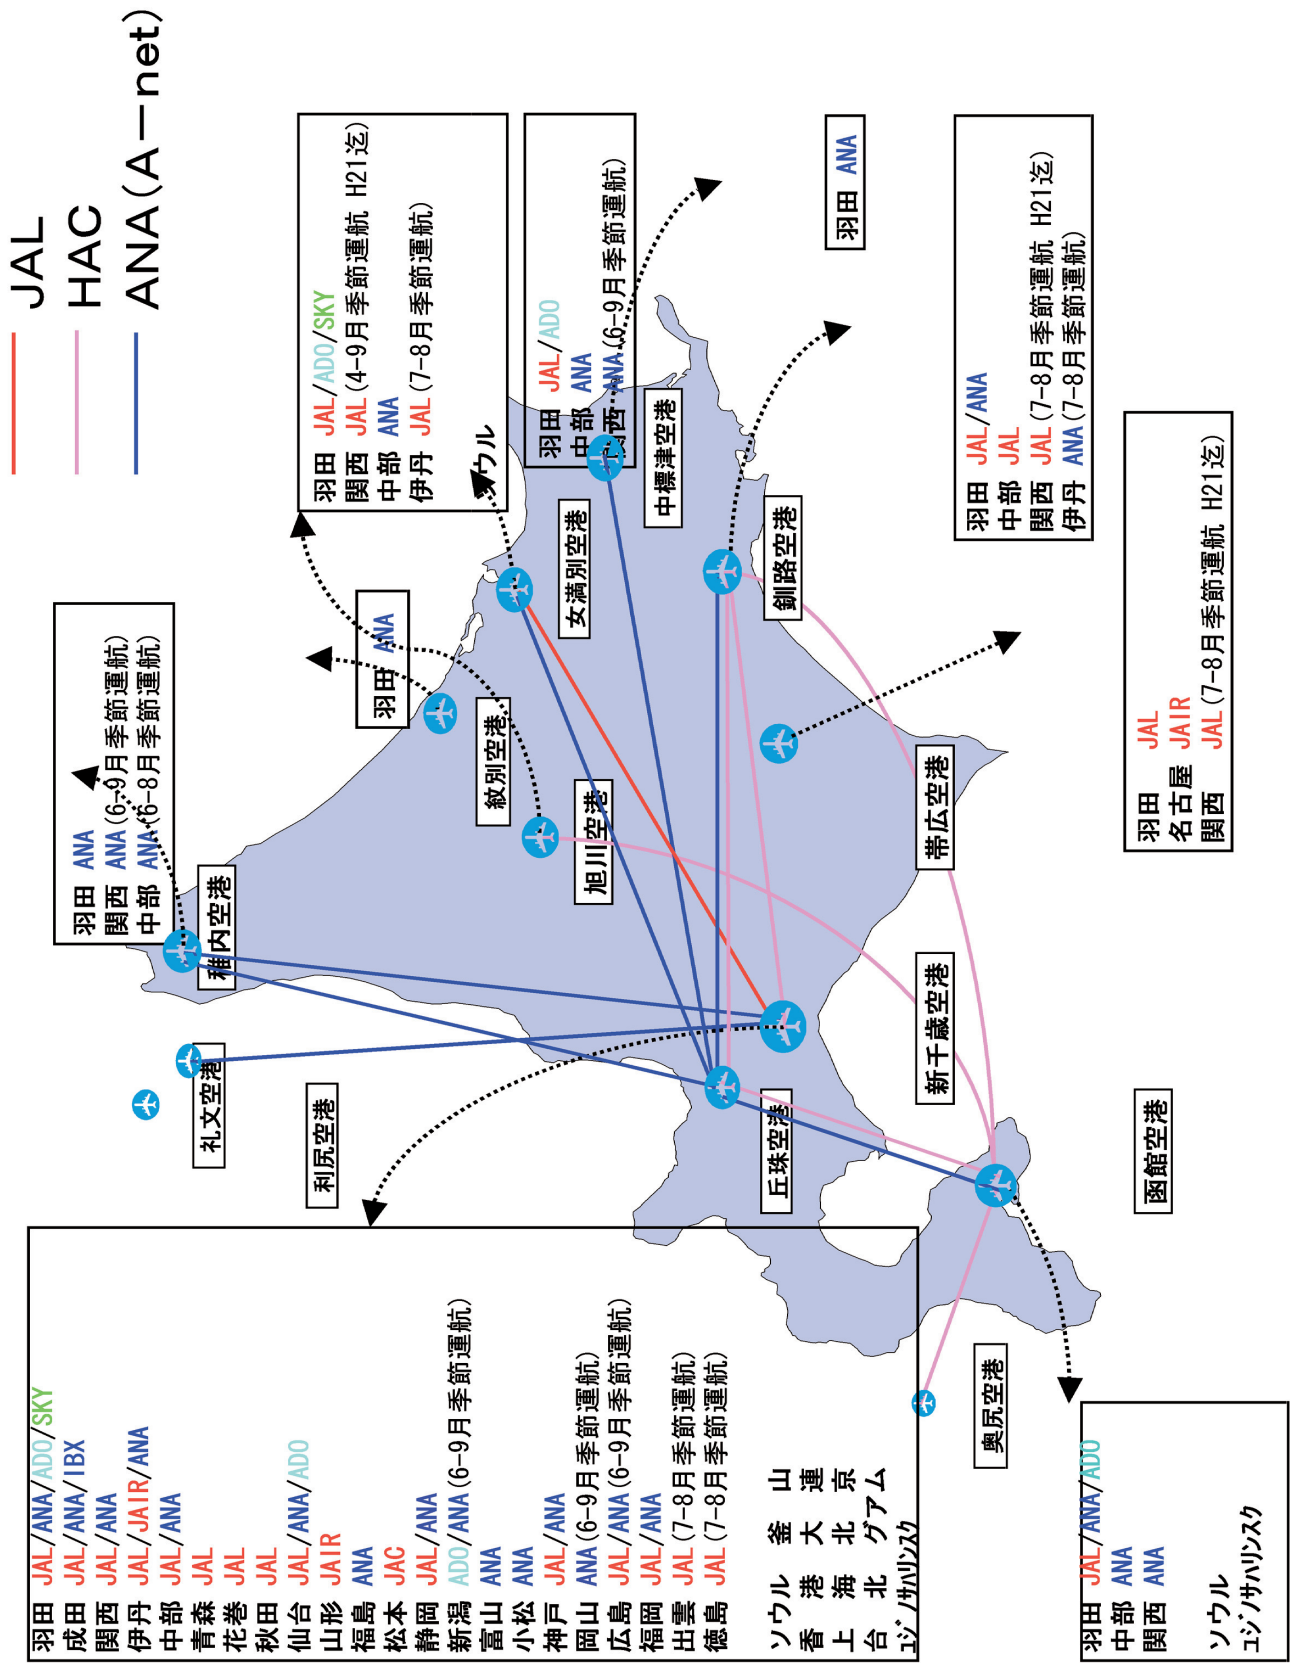 JAL
HAC
ANA(A－net)
羽田 ANA
関西 ANA(6-9月季節運航)
中部 ANA(6-8月季節運航)
羽田 JAL/ADO/SKY
関西 JAL(4-9月季節運航 H21迄)
中部 ANA
伊丹 JAL(7-8月季節運航)
ソウル
羽田 ANA
羽田 JAL/ADO
中部 ANA
関西 ANA(6-9月季節運航)
羽田 ANA
羽田 JAL/ANA
中部 JAL
関西 JAL(7-8月季節運航 H21迄)
伊丹 ANA(7-8月季節運航)
羽田 JAL
名古屋 JAIR
関西 JAL(7-8月季節運航 H21迄)
稚内空港
礼文空港
利尻空港
紋別空港
女満別空港
旭川空港
中標津空港
釧路空港
帯広空港
新千歳空港
丘珠空港
函館空港
奥尻空港
羽田 JAL/ANA/ADO/SKY
成田 JAL/ANA/IBX
関西 JAL/ANA
伊丹 JAL/JAIR/ANA
中部 JAL/ANA
青森 JAL
花巻 JAL
秋田 JAL
仙台 JAL/ANA/ADO
山形 JAIR
福島 ANA
松本 JAC
静岡 JAL/ANA
新潟 ADO/ANA(6-9月季節運航)
富山 ANA
小松 ANA
神戸 JAL/ANA
岡山 ANA(6-9月季節運航)
広島 JAL/ANA(6-9月季節運航)
福岡 JAL/ANA
出雲 JAL(7-8月季節運航)
徳島 JAL(7-8月季節運航)
ソウル 釜 山
香 港 大 連
上 海 北 京
台 北 グアム
ﾕｼﾞﾉｻﾊﾘﾝｽｸ
羽田 JAL/ANA/ADO
中部 ANA
関西 ANA
ソウル
ﾕｼﾞﾉｻﾊﾘﾝｽｸ